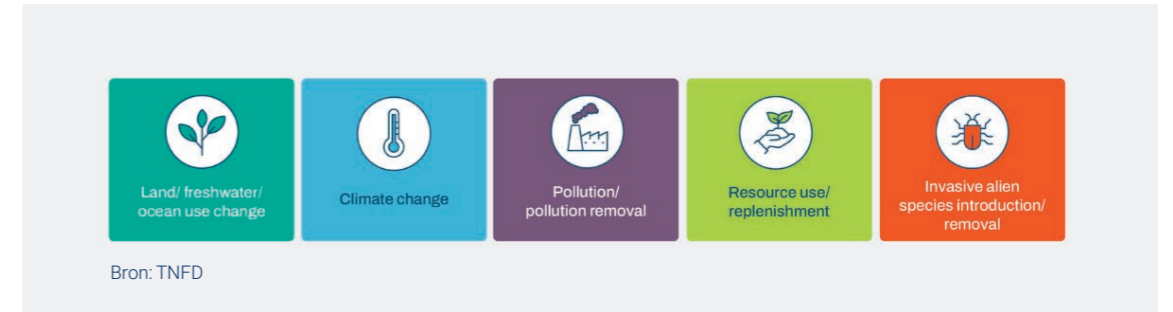 Land/ freshwater/
ocean use change
Climate change
Pollution/
pollution removal
Resource use/
replenishment
Invasive alien
species introduction/
removal
Bron: TNFD